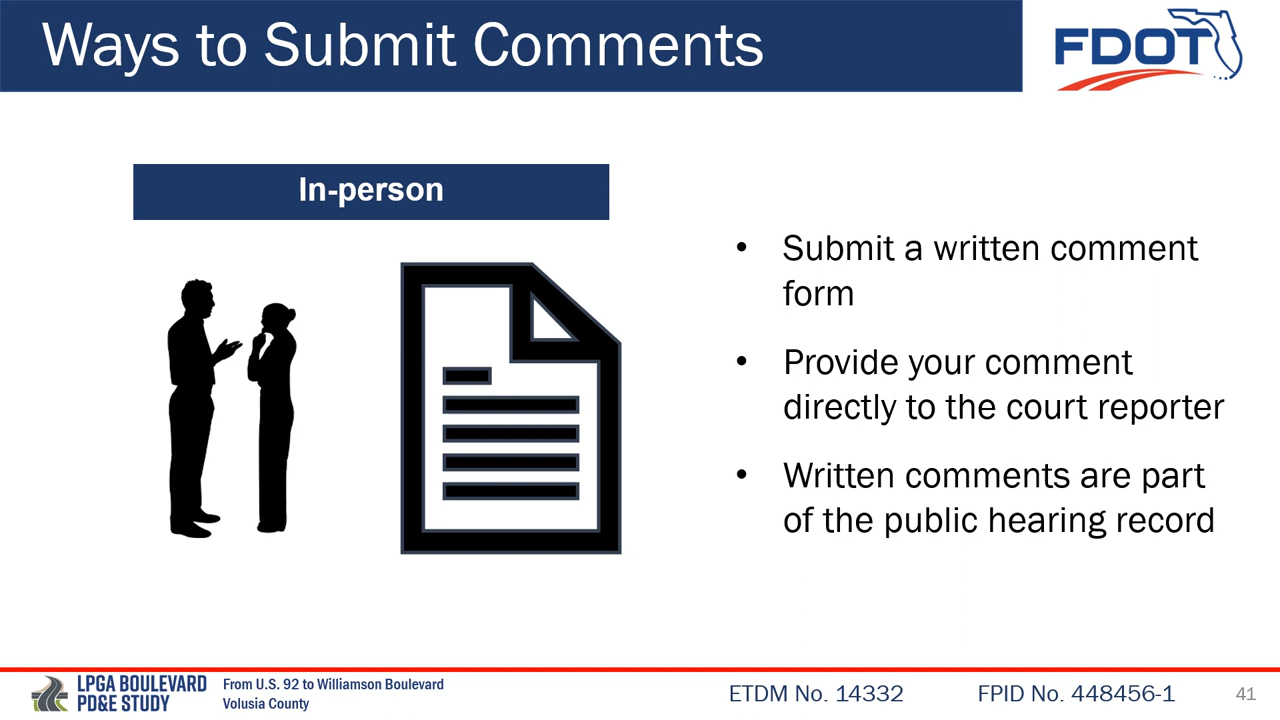 Ways to Submit Comments
FDOT
In-person
• Submit a written comment
form
• Provide your comment
directly to the court reporter
• Written comments are part
of the public hearing record
LPGA BOULEVARD
PD&E STUDY
From U.S. 92 to Williamson Boulevard
Volusia County
ETDM No. 14332
FPID No. 448456-1
41